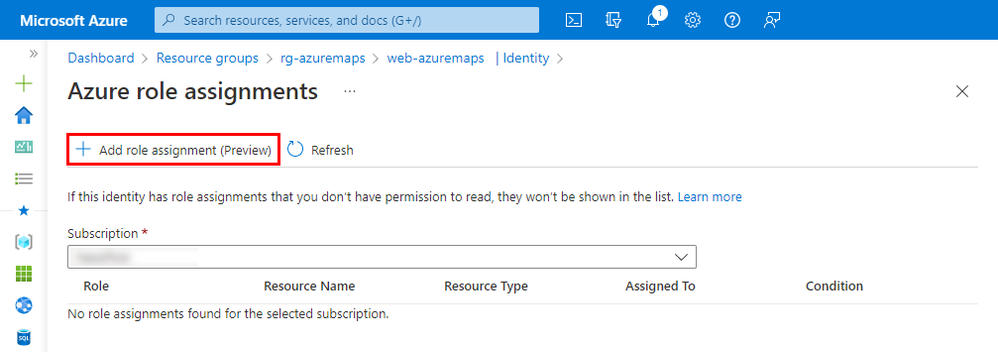 Microsoft Azure
Search resources, services, and docs (G+/)
1
Dashboard > Resource groups > rg-azuremaps > web-azuremaps | Identity >
Azure role assignments ...
+ Add role assignment (Preview) Refresh
If this identity has role assignments that you don't have permission to read, they won't be shown in the list. Learn more
Subscription *
Role Resource Name Resource Type Assigned To Condition
No role assignments found for the selected subscription.
SQL